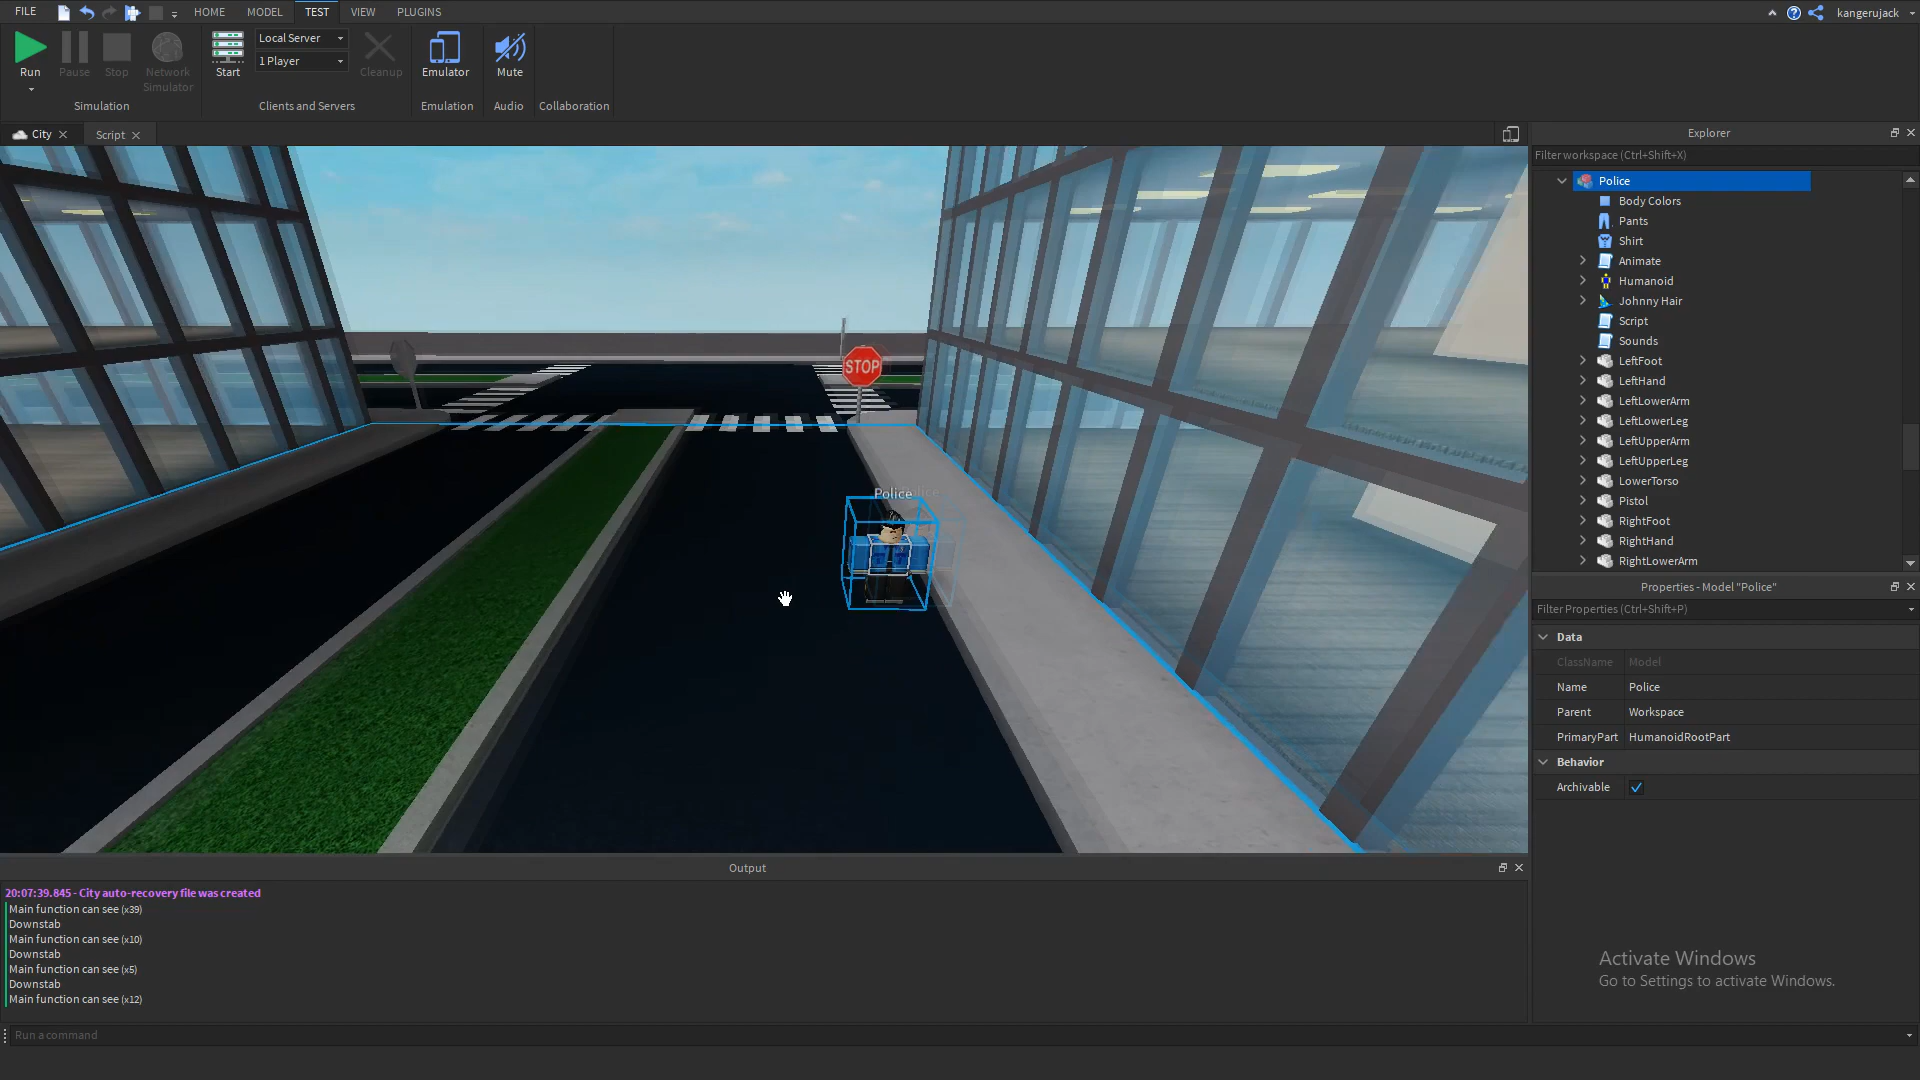 FILE
HOME
MODEL
TEST
VIEW
PLUGINS
kangerujack
Run
Pause
Stop
Network
Simulator
Simulation
Start
Local Server
1 Player
Cleanup
Clients and Servers
Emulator
Emulation
Mute
Audio
Collaboration
City
Script
STOP
Police
Explorer
Filter workspace (Ctrl+Shift+X)
Police
Body Colors
Pants
Shirt
Animate
Humanoid
Johnny Hair
Script
Sounds
LeftFoot
LeftHand
LeftLowerArm
LeftLowerLeg
LeftUpperArm
LeftUpperLeg
LowerTorso
Pistol
RightFoot
RightHand
RightLowerArm
Properties - Model "Police"
Filter Properties (Ctrl+Shift+P)
Data
ClassName Model
Name Police
Parent Workspace
PrimaryPart HumanoidRootPart
Behavior
Archivable
Output
20:07:39.845 - City auto-recovery file was created
Main function can see (x39)
Downstab
Main function can see (x10)
Downstab
Main function can see (x5)
Downstab
Main function can see (x12)
Activate Windows
Go to Settings to activate Windows.
Run a command